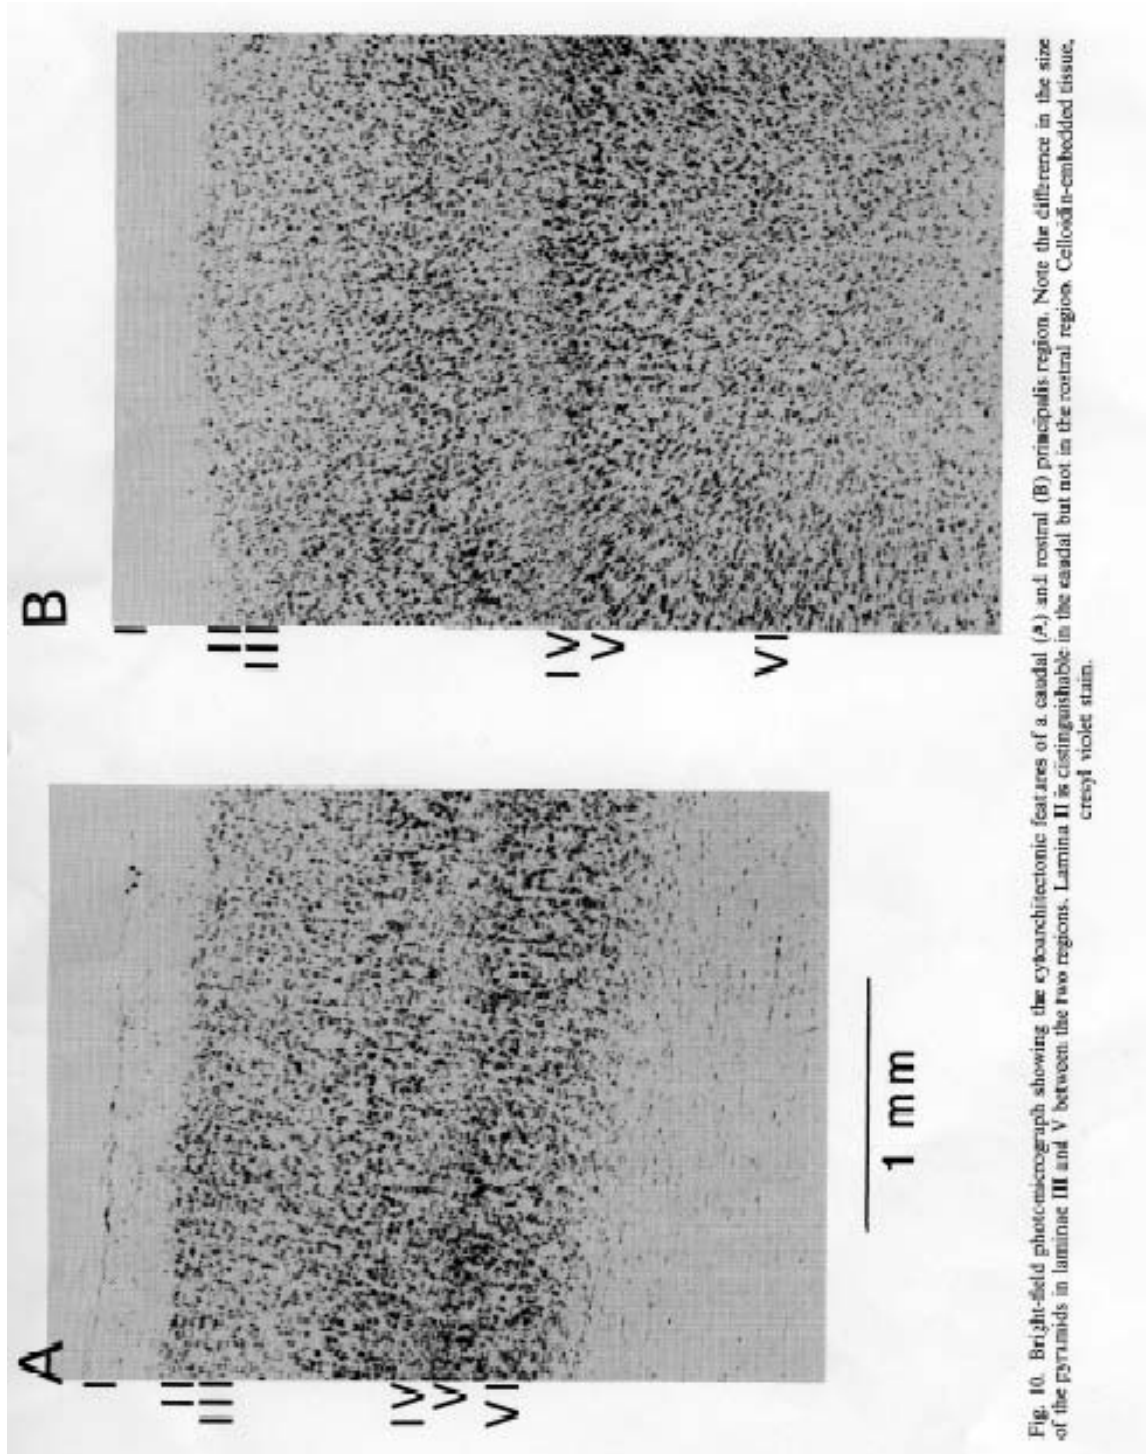 A
I
II
III
IV
V
VI
1 mm
B
I
II
III
IV
V
VI
Fig. 10. Bright-field photomicrograph showing the cytoarchitectonic features of a caudal (A) and rostral (B) principalis region. Note the difference in the size
of the pyramids in laminae III and V between the two regions. Lamina II is distinguishable in the caudal but not in the rostral region. Celloidin-embedded tissue,
cresyl violet stain.